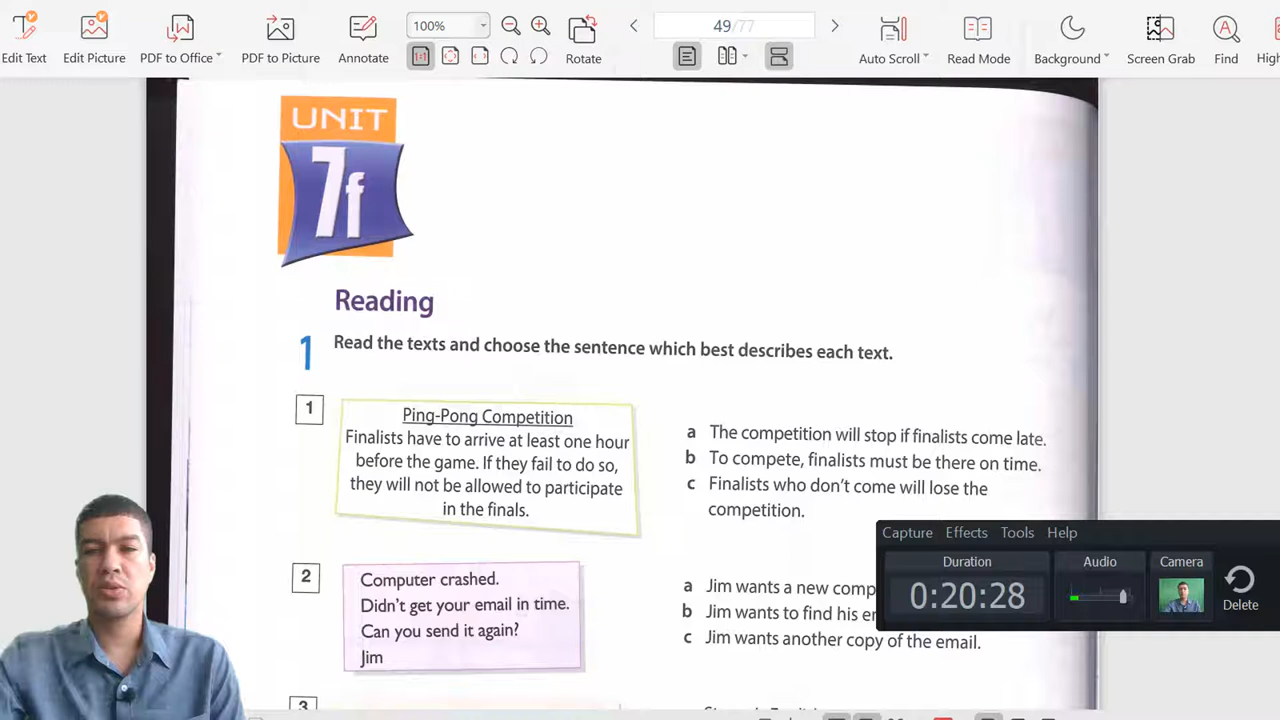 Edit Text
Edit Picture
PDF to Office
PDF to Picture
Annotate
100%
Rotate
49/77
Auto Scroll
Read Mode
Background
Screen Grab
Find
UNIT
7f
Reading
1 Read the texts and choose the sentence which best describes each text.
1
Ping-Pong Competition
Finalists have to arrive at least one hour
before the game. If they fail to do so,
they will not be allowed to participate
in the finals.
a The competition will stop if finalists come late.
b To compete, finalists must be there on time.
c Finalists who don't come will lose the
competition.
2
Computer crashed.
Didn't get your email in time.
Can you send it again?
Jim
a Jim wants a new comp
b Jim wants to find his
c Jim wants another copy of the email.
3
Capture Effects Tools Help
Duration
0:20:28
Audio
Camera
Delete